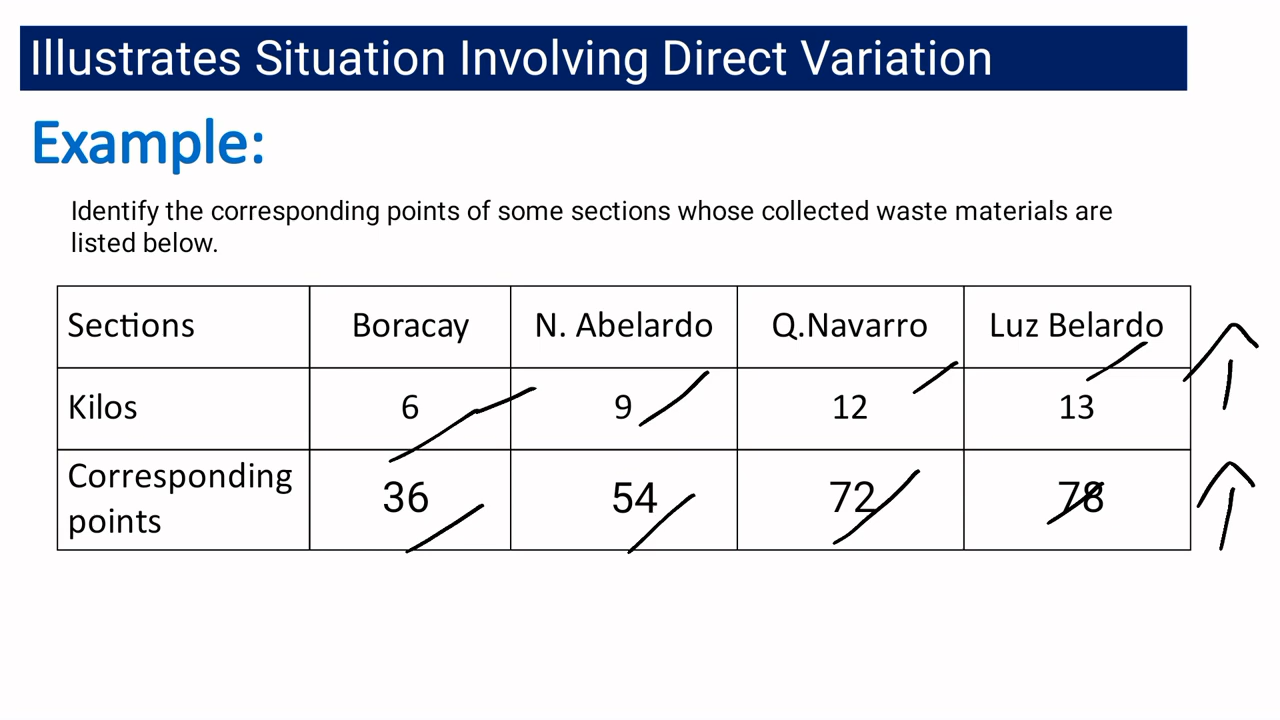 Illustrates Situation Involving Direct Variation
Example:
Identify the corresponding points of some sections whose collected waste materials are
listed below.
Sections Boracay N. Abelardo Q.Navarro Luz Belardo
Kilos 6 9 12 13
Corresponding
points 36 54 72 78